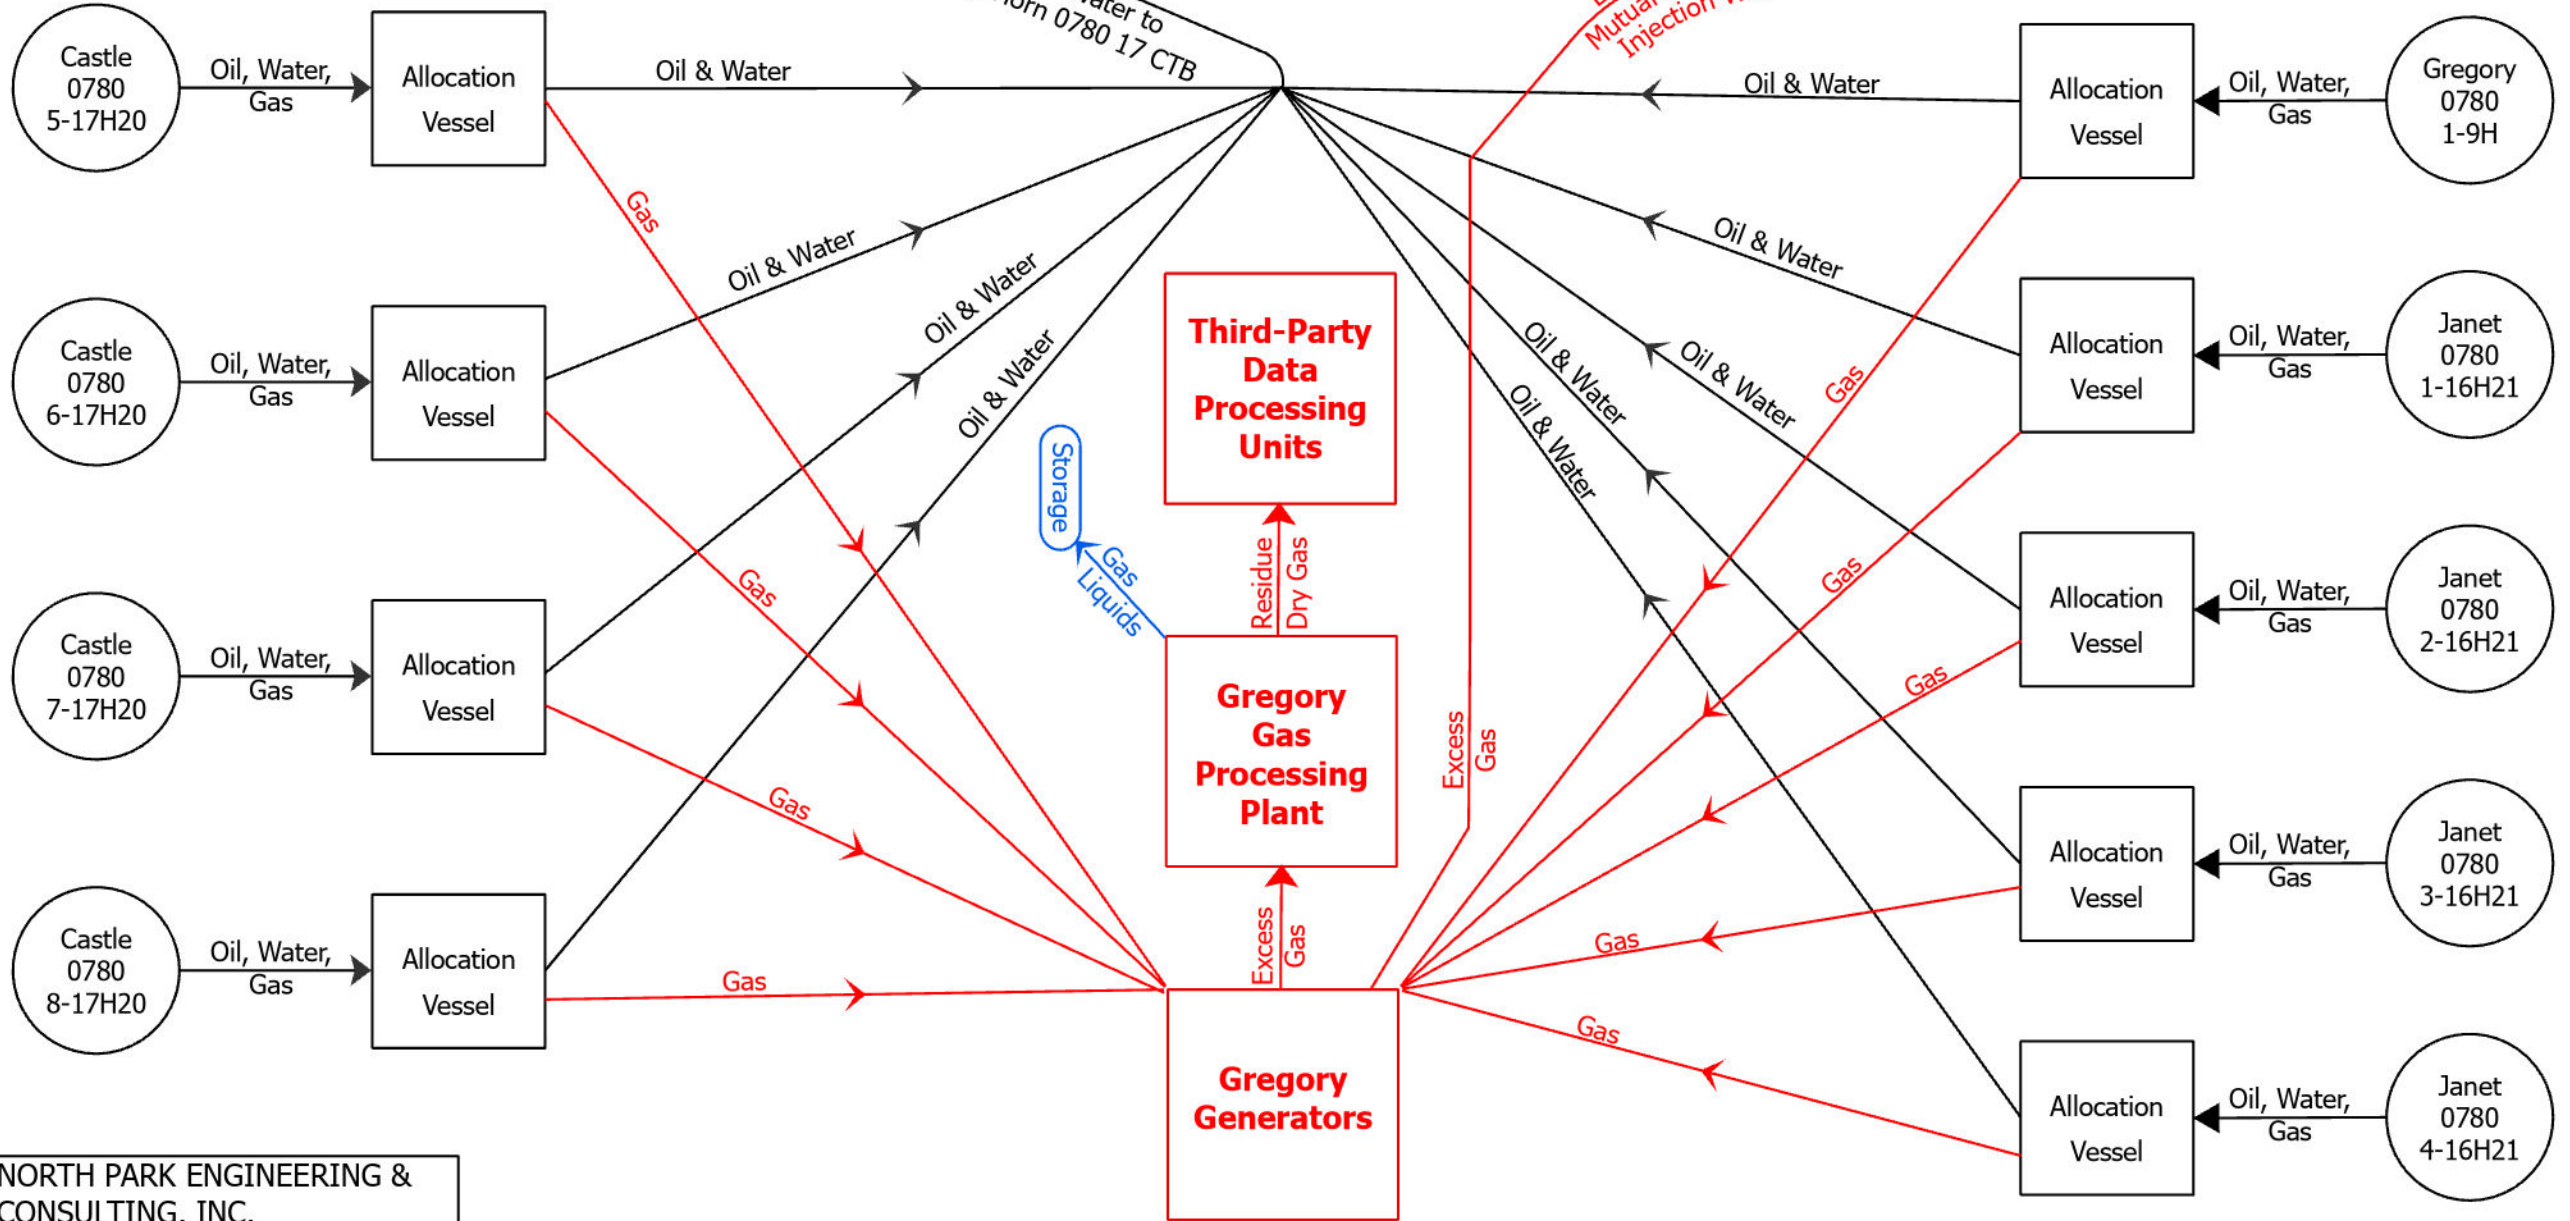 Castle
0780
5-17H20
Oil, Water,
Gas
Allocation
Vessel
Oil & Water
Gas
ater to
orn 0780 17 CTB
Mutual
Injection
Oil & Water
Allocation
Vessel
Oil, Water,
Gas
Gregory
0780
1-9H
Castle
0780
6-17H20
Oil, Water,
Gas
Allocation
Vessel
Oil & Water
Gas
Castle
0780
7-17H20
Oil, Water,
Gas
Allocation
Vessel
Oil & Water
Gas
Castle
0780
8-17H20
Oil, Water,
Gas
Allocation
Vessel
Oil & Water
Gas
Third-Party
Data
Processing
Units
Storage
Gas
Liquids
Residue
Dry Gas
Gregory
Gas
Processing
Plant
Excess
Gas
Excess
Gas
Gregory
Generators
Gas
Oil & Water
Allocation
Vessel
Oil, Water,
Gas
Janet
0780
1-16H21
Gas
Oil & Water
Allocation
Vessel
Oil, Water,
Gas
Janet
0780
2-16H21
Gas
Oil & Water
Allocation
Vessel
Oil, Water,
Gas
Janet
0780
3-16H21
Gas
Oil & Water
Allocation
Vessel
Oil, Water,
Gas
Janet
0780
4-16H21
Gas
NORTH PARK ENGINEERING &
CONSULTING, INC.